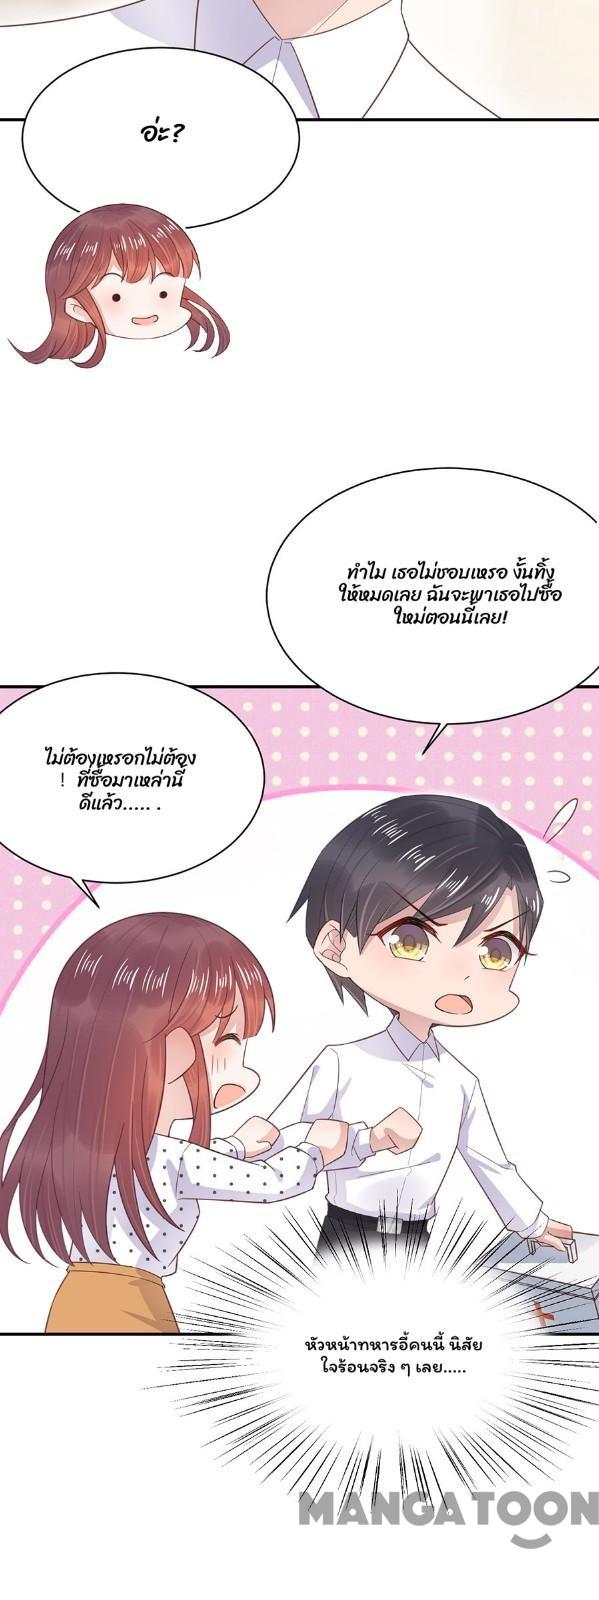 อ่ะ?
ทำไม เธอไม่ชอบเหรอ งั้นทิ้ง
ให้หมดเลย ฉันจะพาเธอไปซื้อ
ใหม่ตอนนี้เลย!
ไม่ต้องเหรอกไม่ต้อง
! ที่ซื้อมาเหล่านี้
ดีแล้ว..... .
หัวหน้าทหารอี้คนนี้ นิสัย
ใจร้อนจริง ๆ เลย.....
MANGATOON